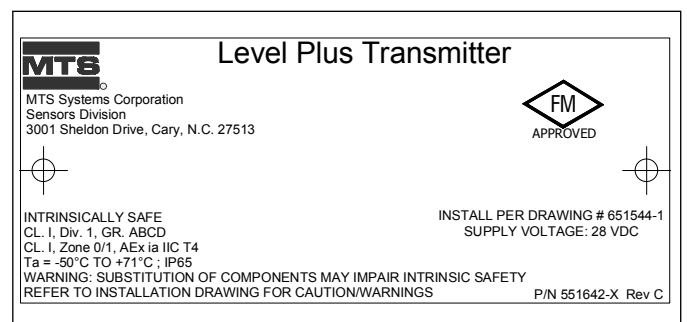 Level Plus Transmitter
MTS
MTS Systems Corporation
Sensors Division
3001 Sheldon Drive, Cary, N.C. 27513
FM
APPROVED
INTRINSICALLY SAFE
CL. I, Div. 1, GR. ABCD
CL. I, Zone 0/1, AEx ia IIC T4
Ta = -50°C TO +71°C ; IP65
INSTALL PER DRAWING # 651544-1
SUPPLY VOLTAGE: 28 VDC
WARNING: SUBSTITUTION OF COMPONENTS MAY IMPAIR INTRINSIC SAFETY
REFER TO INSTALLATION DRAWING FOR CAUTION/WARNINGS
P/N 551642-X Rev C